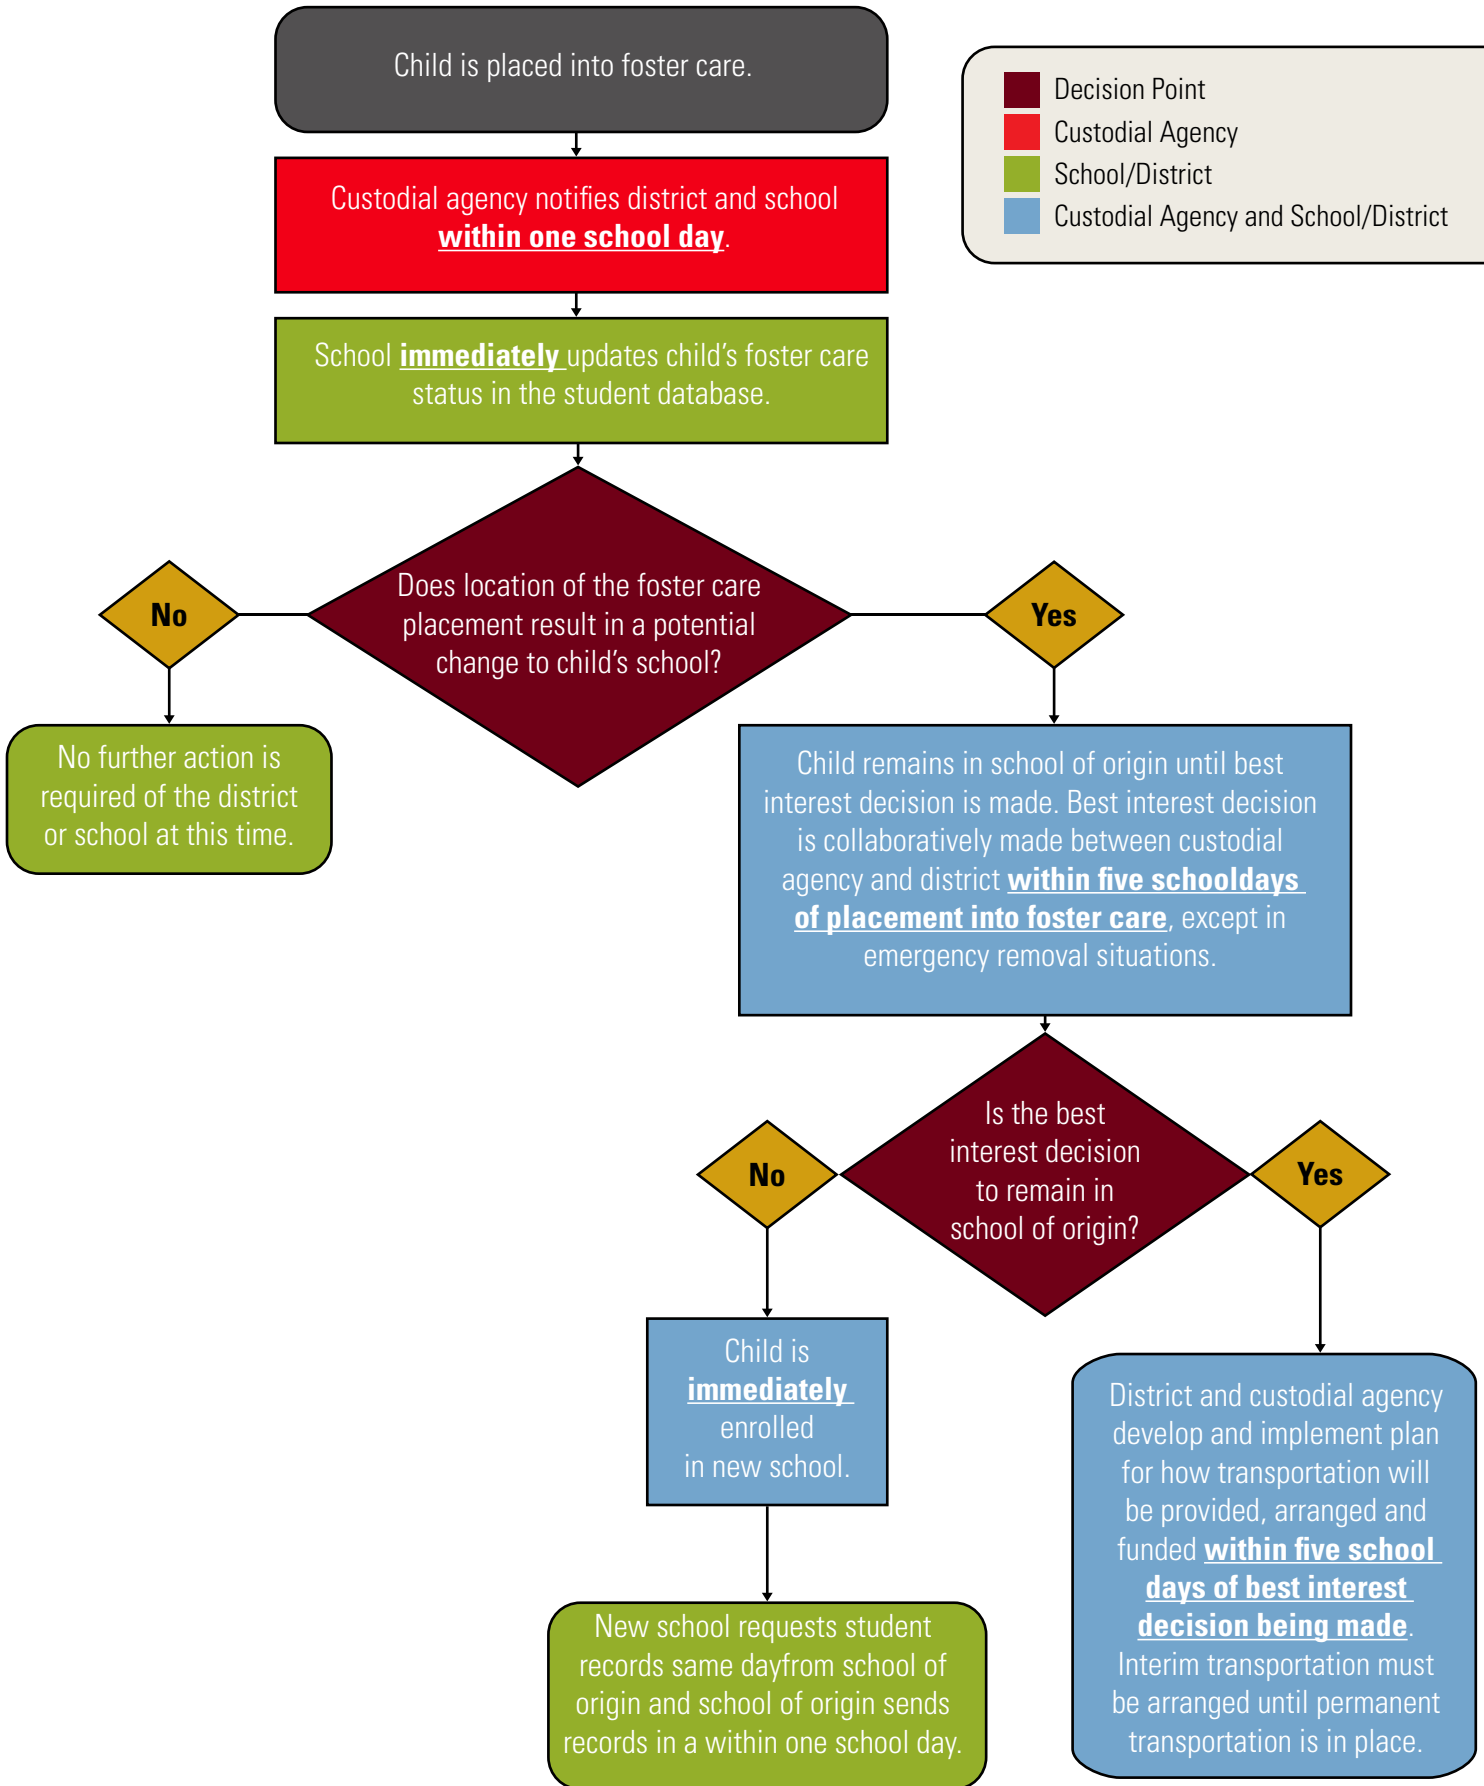 Child is placed into foster care.
Decision Point
Custodial Agency
School/District
Custodial Agency and School/District
Custodial agency notifies district and school
within one school day.
School immediately updates child's foster care
status in the student database.
Does location of the foster care
placement result in a potential
change to child's school?
No
Yes
No further action is
required of the district
or school at this time.
Child remains in school of origin until best
interest decision is made. Best interest decision
is collaboratively made between custodial
agency and district within five schooldays
of placement into foster care, except in
emergency removal situations.
Is the best
interest decision
to remain in
school of origin?
No
Yes
Child is
immediately
enrolled
in new school.
New school requests student
records same dayfrom school of
origin and school of origin sends
records in a within one school day.
District and custodial agency
develop and implement plan
for how transportation will
be provided, arranged and
funded within five school
days of best interest
decision being made.
Interim transportation must
be arranged until permanent
transportation is in place.